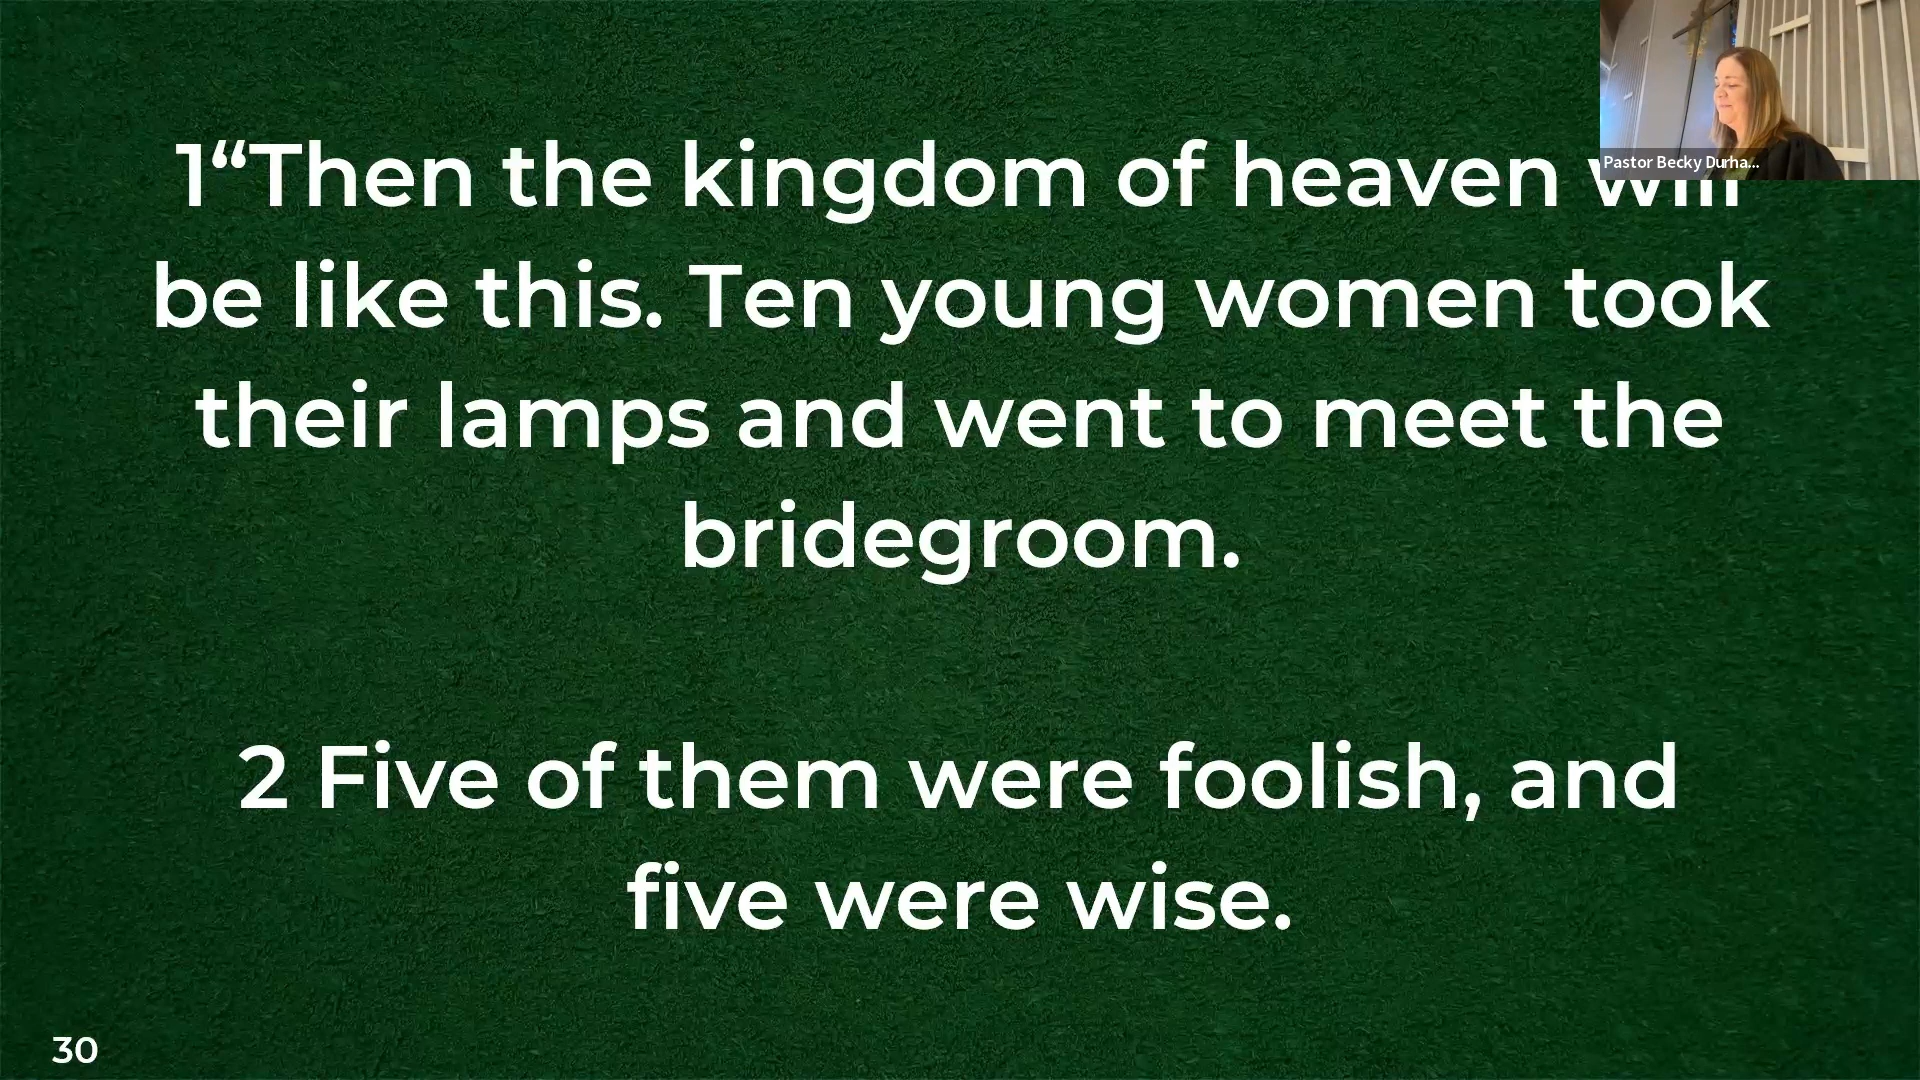 1“Then the kingdom of heaven will
be like this. Ten young women took
their lamps and went to meet the
bridegroom.
2 Five of them were foolish, and
five were wise.
30
Pastor Becky Durha...